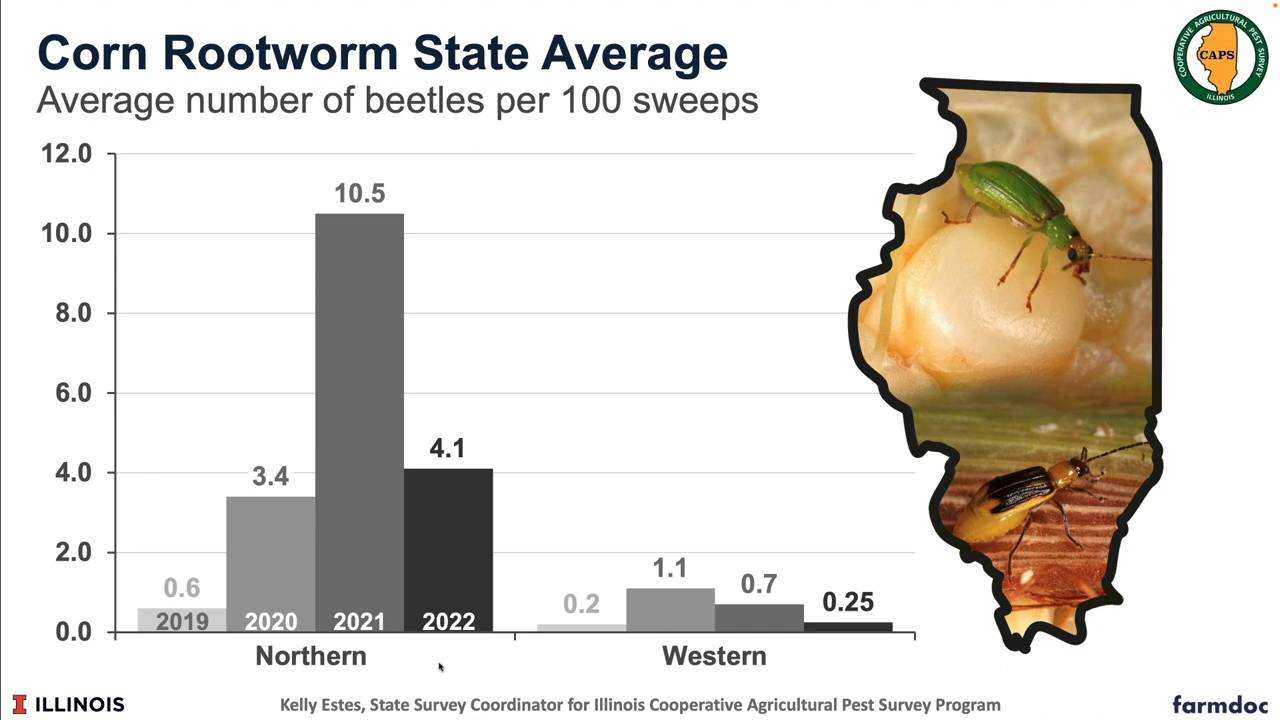 Corn Rootworm State Average
Average number of beetles per 100 sweeps
COOPERATIVE AGRICULTURAL PEST SURVEY
CAPS
ILLINOIS
12.0
10.0
8.0
6.0
4.0
2.0
0.0
0.6
3.4
10.5
4.1
2019
2020
2021
2022
0.2
1.1
0.7
0.25
Northern
Western
I ILLINOIS
Kelly Estes, State Survey Coordinator for Illinois Cooperative Agricultural Pest Survey Program
farmdoc